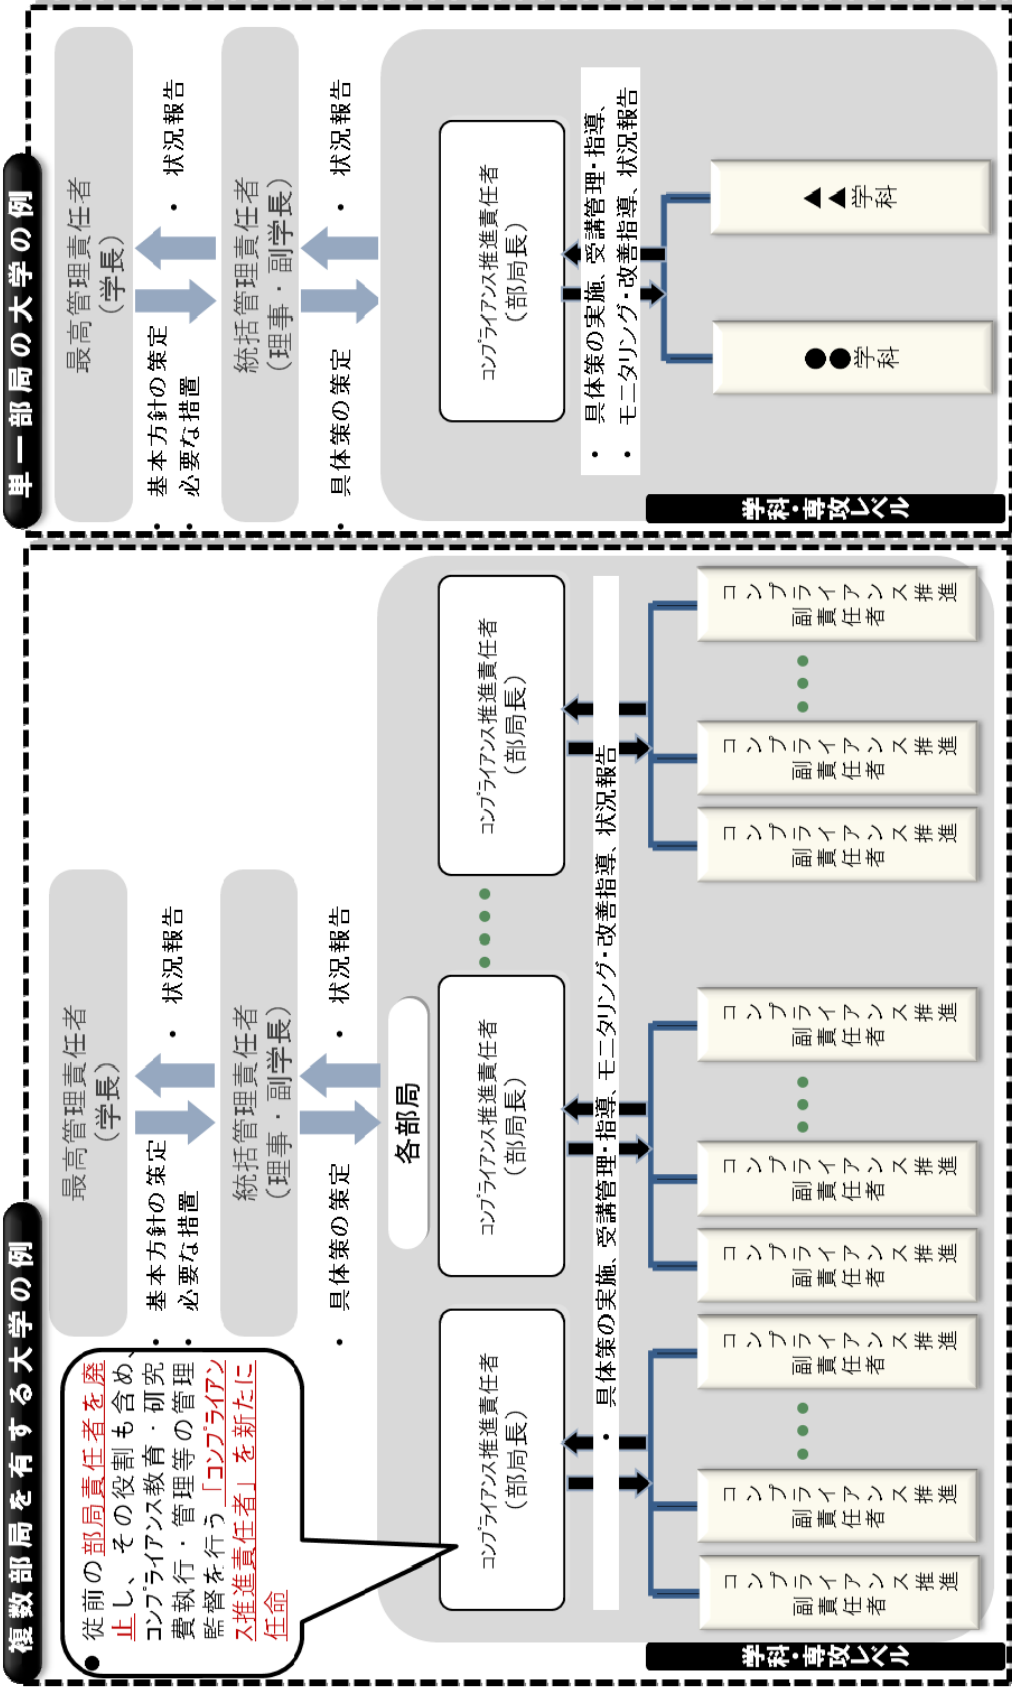 複数部局を有する大学の例
● 従前の部局責任者を廃
止し、その役割も含め、
コンプライアンス教育・研究
費執行・管理等の管理
監督を行う「コンプライアン
ス推進責任者」を新たに
任命
最高管理責任者
（学長）
・ 基本方針の策定
・ 必要な措置
・ 状況報告
統括管理責任者
（理事・副学長）
・ 具体策の策定
・ 状況報告
各部局
コンプライアンス推進責任者
（部局長）
コンプライアンス推進責任者
（部局長）
コンプライアンス推進責任者
（部局長）
・ 具体策の実施、受講管理・指導、モニタリング・改善指導、状況報告
学科・専攻レベル
コンプライアンス推進
副責任者
コンプライアンス推進
副責任者
コンプライアンス推進
副責任者
コンプライアンス推進
副責任者
コンプライアンス推進
副責任者
コンプライアンス推進
副責任者
コンプライアンス推進
副責任者
コンプライアンス推進
副責任者
コンプライアンス推進
副責任者
単一部局の大学の例
最高管理責任者
（学長）
・ 基本方針の策定
・ 必要な措置
・ 状況報告
統括管理責任者
（理事・副学長）
・ 具体策の策定
・ 状況報告
コンプライアンス推進責任者
（部局長）
・ 具体策の実施、受講管理・指導、
・ モニタリング・改善指導、状況報告
学科・専攻レベル
●●学科
▲▲学科